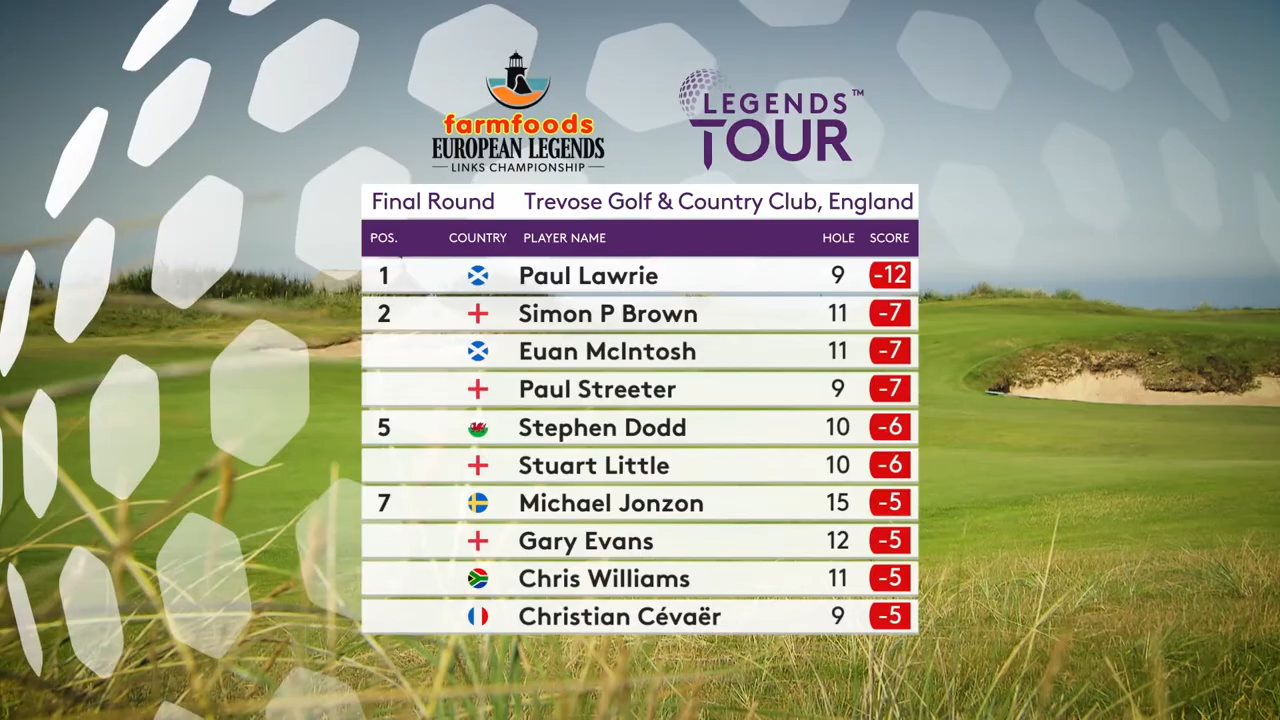 farmfoods
EUROPEAN LEGENDS
LINKS CHAMPIONSHIP
LEGENDS™
TOUR
Final Round Trevose Golf & Country Club, England
POS. COUNTRY PLAYER NAME HOLE SCORE
1 Paul Lawrie 9 -12
2 Simon P Brown 11 -7
Euan McIntosh 11 -7
Paul Streeter 9 -7
5 Stephen Dodd 10 -6
Stuart Little 10 -6
7 Michael Jonzon 15 -5
Gary Evans 12 -5
Chris Williams 11 -5
Christian Cévaër 9 -5